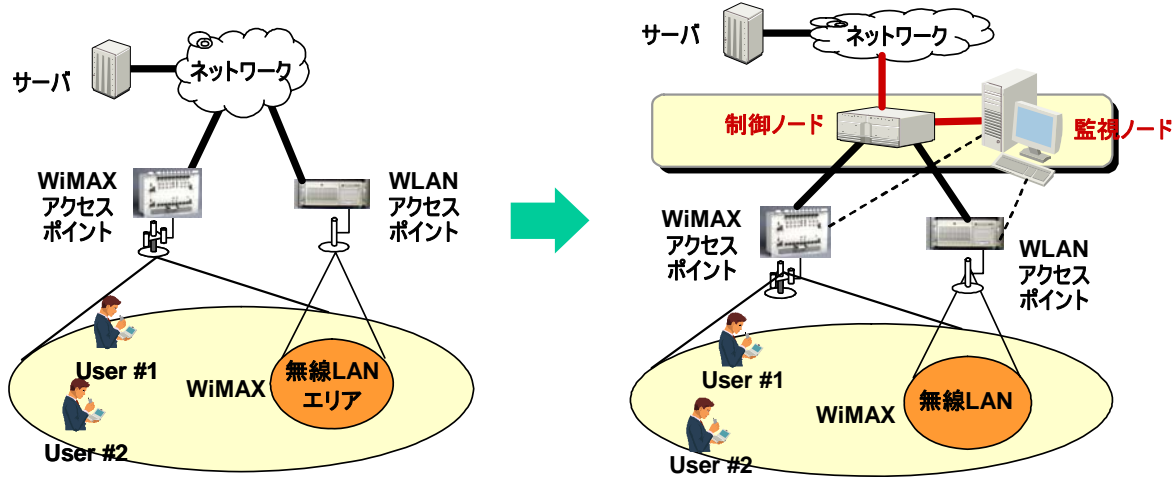 サーバ
ネットワーク
WiMAX
アクセス
ポイント
WLAN
アクセス
ポイント
User #1
WiMAX
無線LAN
エリア
User #2
サーバ
ネットワーク
制御ノード
監視ノード
WiMAX
アクセス
ポイント
WLAN
アクセス
ポイント
User #1
WiMAX
無線LAN
User #2